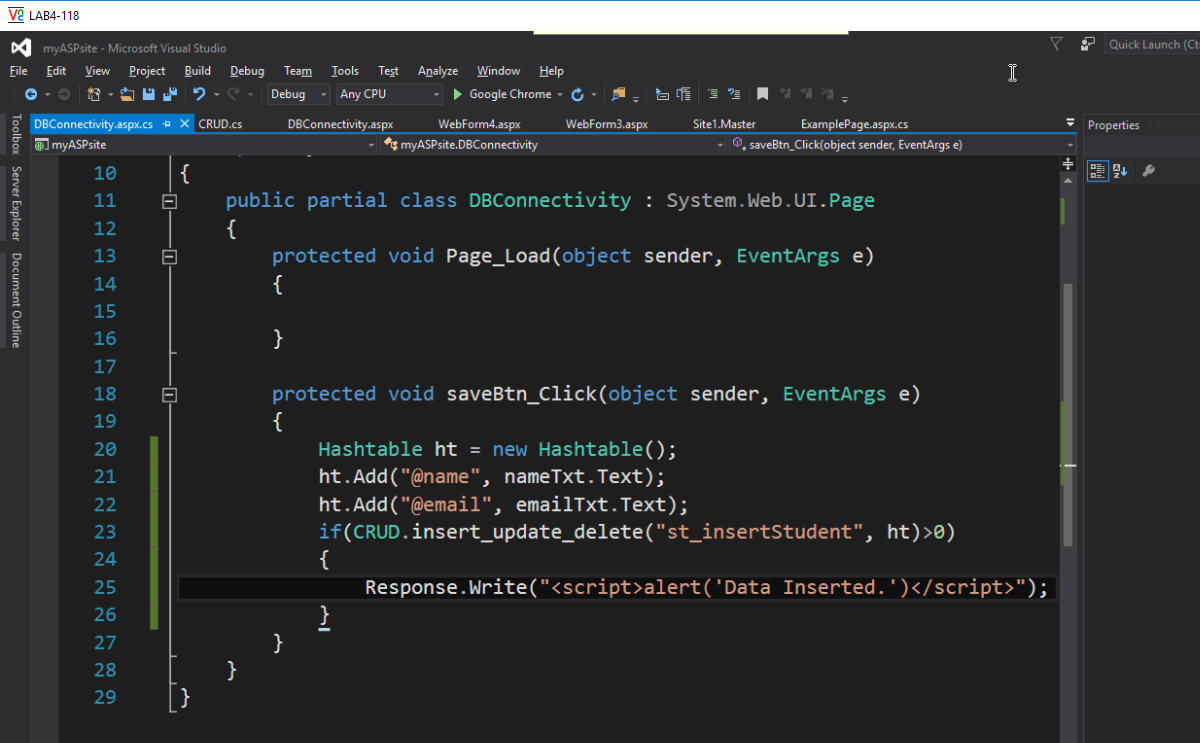 LAB4-118
myASPsite - Microsoft Visual Studio
Quick Launch (Ct
File Edit View Project Build Debug Team Tools Test Analyze Window Help
Debug Any CPU Google Chrome
DBConnectivity.aspx.cs CRUD.cs DBConnectivity.aspx WebForm4.aspx WebForm3.aspx Site1.Master ExamplePage.aspx.cs
Properties
myASPsite myASPsite.DBConnectivity saveBtn_Click(object sender, EventArgs e)
Toolbox
Server Explorer
Document Outline
10 {
11 public partial class DBConnectivity : System.Web.UI.Page
12 {
13 protected void Page_Load(object sender, EventArgs e)
14 {
15
16 }
17
18 protected void saveBtn_Click(object sender, EventArgs e)
19 {
20 Hashtable ht = new Hashtable();
21 ht.Add("@name", nameTxt.Text);
22 ht.Add("@email", emailTxt.Text);
23 if(CRUD.insert_update_delete("st_insertStudent", ht)>0)
24 {
25 Response.Write("<script>alert('Data Inserted.')</script>");
26 }
27 }
28 }
29 }